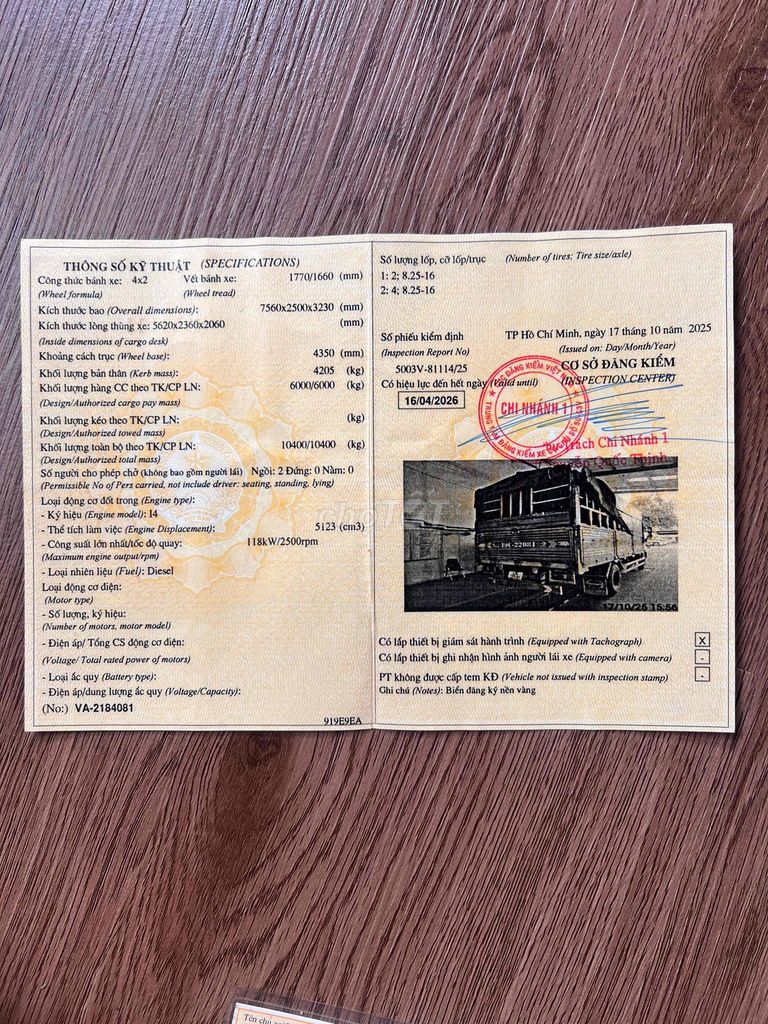 THÔNG SỐ KỸ THUẬT (SPECIFICATIONS)
Công thức bánh xe: 4x2 Vết bánh xe: 1770/1660 (mm)
(Wheel formula) (Wheel tread)
Kích thước bao (Overall dimensions): 7560x2500x3230 (mm)
Kích thước lòng thùng xe: 5620x2360x2060 (mm)
(Inside dimensions of cargo desk)
Khoảng cách trục (Wheel base): 4350 (mm)
Khối lượng bản thân (Kerb mass): 4205 (kg)
Khối lượng hàng CC theo TK/CP LN: 6000/6000 (kg)
(Design/Authorized cargo pay mass)
Khối lượng kéo theo TK/CP LN: (kg)
(Design/Authorized towed mass)
Khối lượng toàn bộ theo TK/CP LN: 10400/10400 (kg)
(Design/Authorized total mass)
Số người cho phép chở (không bao gồm người lái) Ngồi: 2 Đứng: 0 Nằm: 0
(Permissible No of Pers carried, not include driver: seating, standing, lying)
Loại động cơ đốt trong (Engine type):
- Ký hiệu (Engine model): I4
- Thể tích làm việc (Engine Displacement): 5123 (cm3)
- Công suất lớn nhất/tốc độ quay: 118kW/2500rpm
(Maximum engine output/rpm)
- Loại nhiên liệu (Fuel): Diesel
Loại động cơ điện:
(Motor type)
- Số lượng, ký hiệu:
(Number of motors, motor model)
- Điện áp/ Tổng CS động cơ điện:
(Voltage/ Total rated power of motors)
- Loại ắc quy (Battery type):
- Điện áp/dung lượng ắc quy (Voltage/Capacity):
(No:) VA-2184081
919E9EA
Số lượng lốp, cỡ lốp/trục (Number of tires; Tire size/axle)
1: 2; 8.25-16
2: 4; 8.25-16
Số phiếu kiểm định
(Inspection Report No)
5003V-81114/25
Có hiệu lực đến hết ngày (Valid until)
16/04/2026
TP Hồ Chí Minh, ngày 17 tháng 10 năm 2025
(Issued on: Day/Month/Year)
CƠ SỞ ĐĂNG KIỂM
(INSPECTION CENTER)
CHI NHÁNH 1
Trách Chi Nhánh 1
Nguyễn Quốc Thịnh
chợTỐT
17/10/25 15:56
Có lắp thiết bị giám sát hành trình (Equipped with Tachograph) X
Có lắp thiết bị ghi nhận hình ảnh người lái xe (Equipped with camera) -
PT không được cấp tem KĐ (Vehicle not issued with inspection stamp) -
Ghi chú (Notes): Biển đăng ký nền vàng